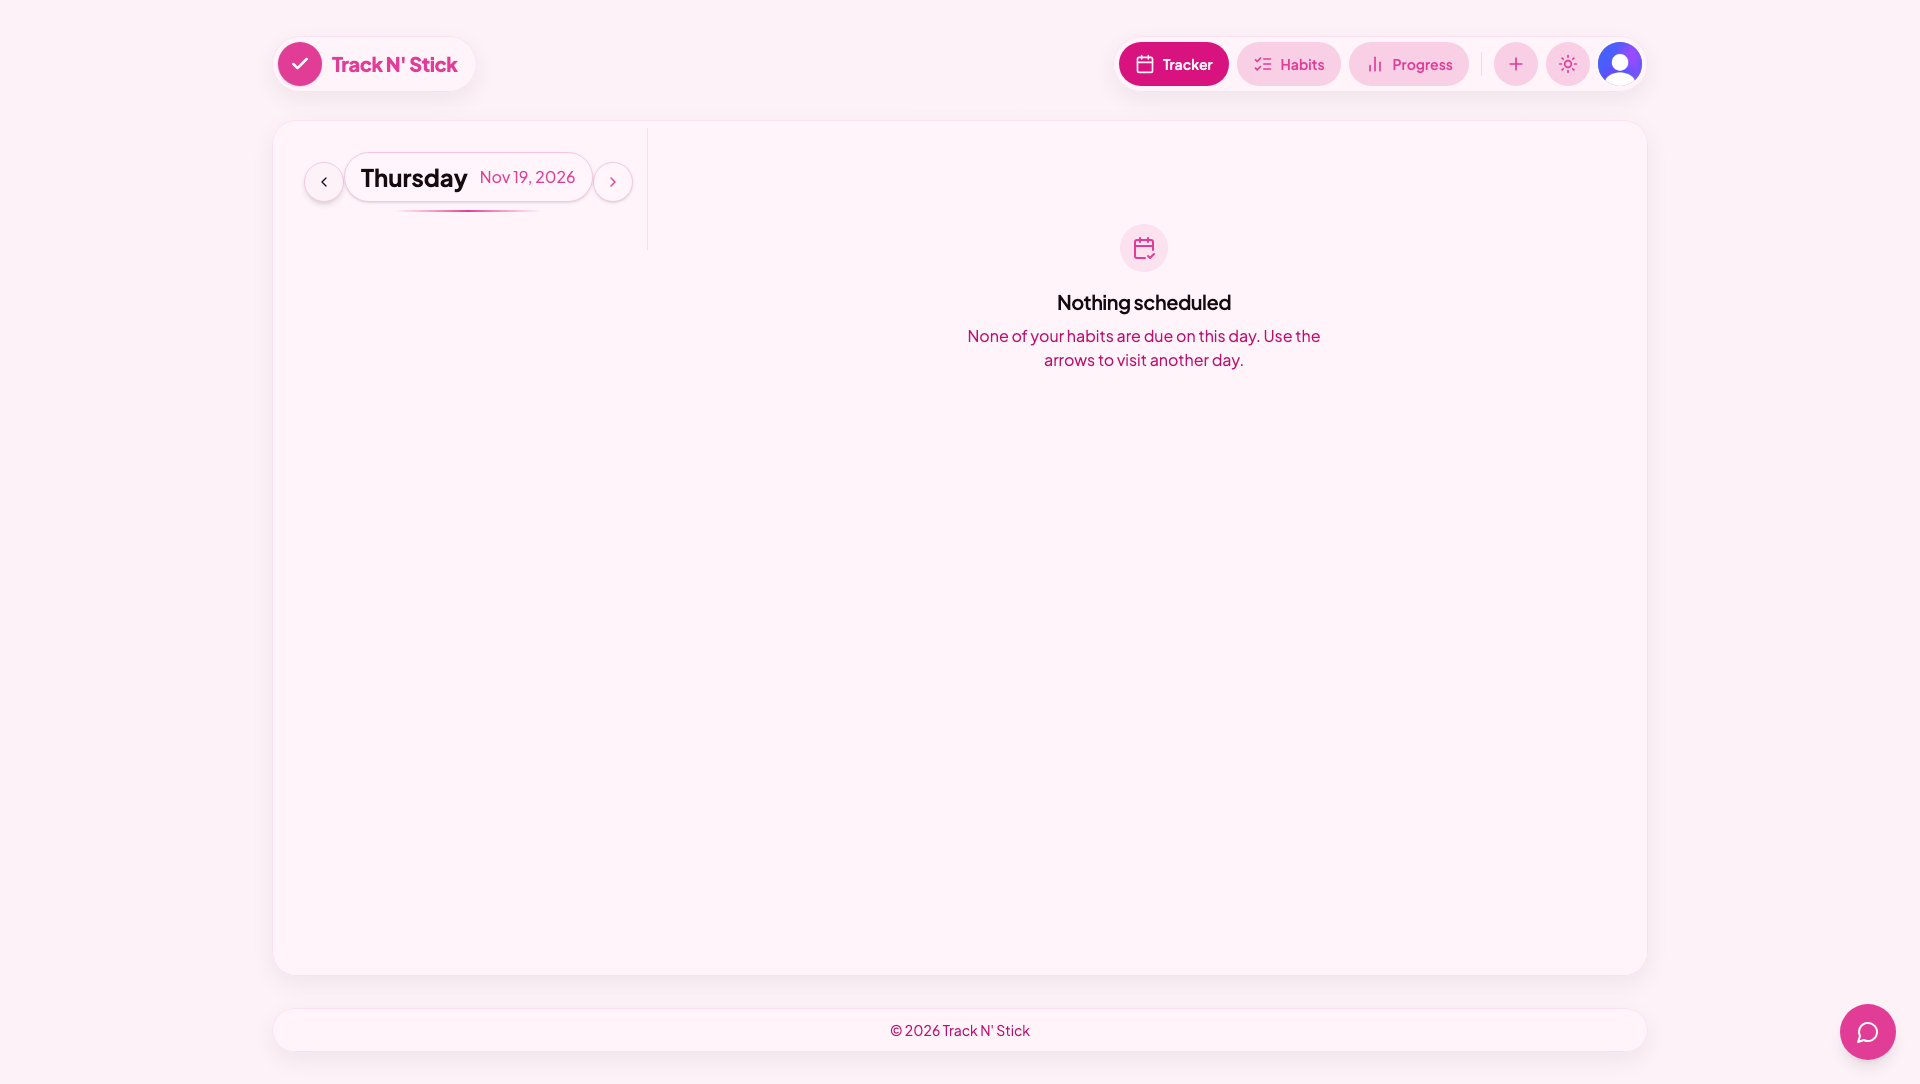 Track N' Stick
Tracker
Habits
Progress
Thursday Nov 19, 2026
Nothing scheduled
None of your habits are due on this day. Use the
arrows to visit another day.
© 2026 Track N' Stick